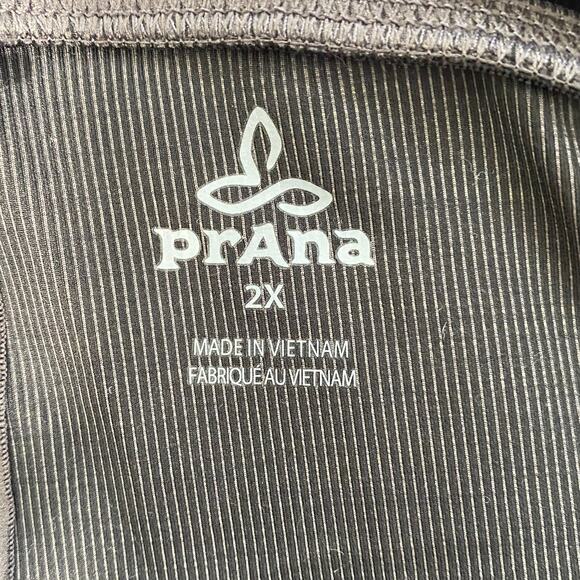 prAna
2X
MADE IN VIETNAM
FABRIQUÉ AU VIETNAM